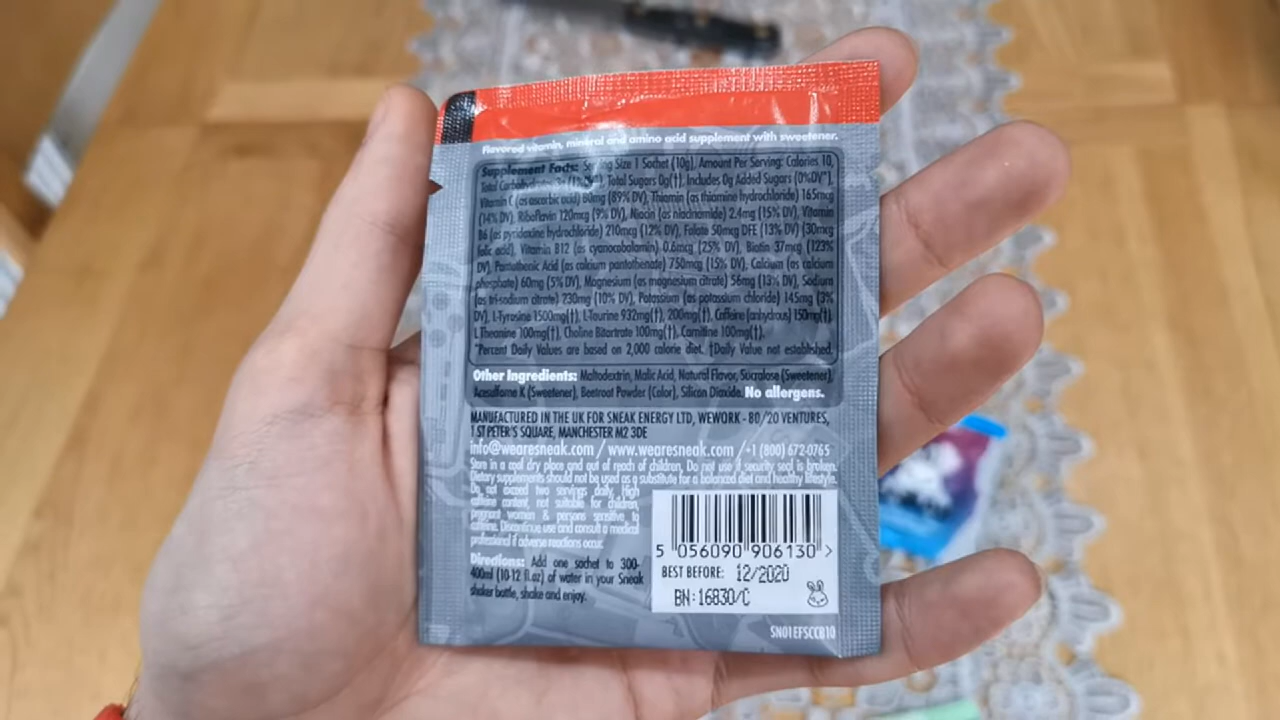 Flavored vitamin, mineral and amino acid supplement with sweetener.
Supplement Facts: Serving Size 1 Sachet (10g), Amount Per Serving: Calories 10,
Total Carbohydrate (1% DV*), Total Sugars 0g(†), Includes 0g Added Sugars (0%DV*),
Vitamin C (as ascorbic acid) 80mg (89% DV), Thiamin (as thiamine hydrochloride) 165mcg
(14% DV), Riboflavin 120mcg (9% DV), Niacin (as niacinamide) 2.4mg (15% DV), Vitamin
B6 (as pyridoxine hydrochloride) 210mcg (12% DV), Folate 50mcg DFE (13% DV) (30mcg
folic acid), Vitamin B12 (as cyanocobalamin) 0.6mcg (25% DV), Biotin 37mcg (123%
DV), Pantothenic Acid (as calcium pantothenate) 750mcg (15% DV), Calcium (as calcium
phosphate) 60mg (5% DV), Magnesium (as magnesium citrate) 56mg (13% DV), Sodium
(as tri-sodium citrate) 230mg (10% DV), Potassium (as potassium chloride) 145mg (3%
DV), L-Tyrosine 1500mg(†), L-Taurine 932mg(†), 200mg(†), Caffeine (anhydrous) 150mg(†)
L Theanine 100mg(†), Choline Bitartrate 100mg(†), Carnitine 100mg(†).
*Percent Daily Values are based on 2,000 calorie diet. †Daily Value not established.
Other Ingredients: Maltodextrin, Malic Acid, Natural Flavor, Sucralose (Sweetener),
Acesulfame K (Sweetener), Beetroot Powder (Color), Silicon Dioxide. No allergens.
MANUFACTURED IN THE UK FOR SNEAK ENERGY LTD, WEWORK - 80 /20 VENTURES,
1 ST PETER'S SQUARE, MANCHESTER M2 3DE
info@wearesneak.com / www.wearesneak.com /+1 (800) 672-0765
Store in a cool dry place and out of reach of children, Do not use if security seal is broken.
Dietary supplements should not be used as a substitute for a balanced diet and healthy lifestyle.
Do not exceed two servings daily. High
caffeine content, not suitable for children,
pregnant women & persons sensitive to
caffeine. Discontinue use and consult a medical
professional if adverse reactions occur.
Directions: Add one sachet to 300-
400ml (10-12 fl.oz) of water in your Sneak
shaker bottle, shake and enjoy.
5 056090 906130 >
BEST BEFORE: 12/2020
BN:16830/C
SN01EFSCCB10